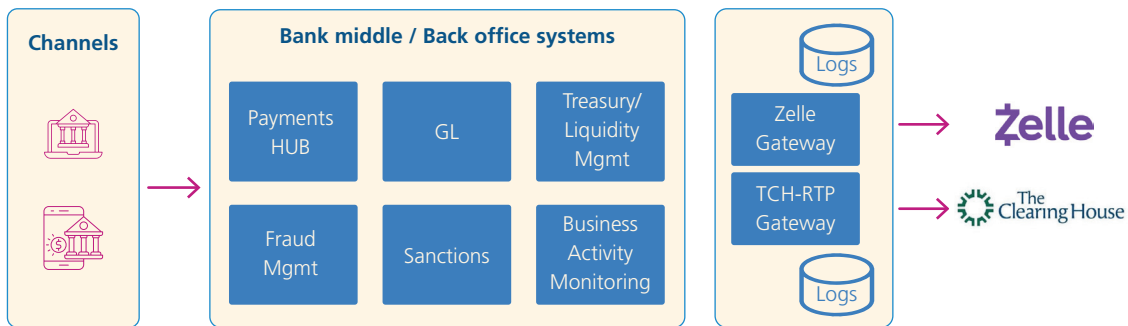 Channels
Bank middle / Back office systems
Payments
HUB
GL
Treasury/
Liquidity
Mgmt
Fraud
Mgmt
Sanctions
Business
Activity
Monitoring
Logs
Zelle
Gateway
TCH-RTP
Gateway
Logs
Zelle
The
Clearing House
$